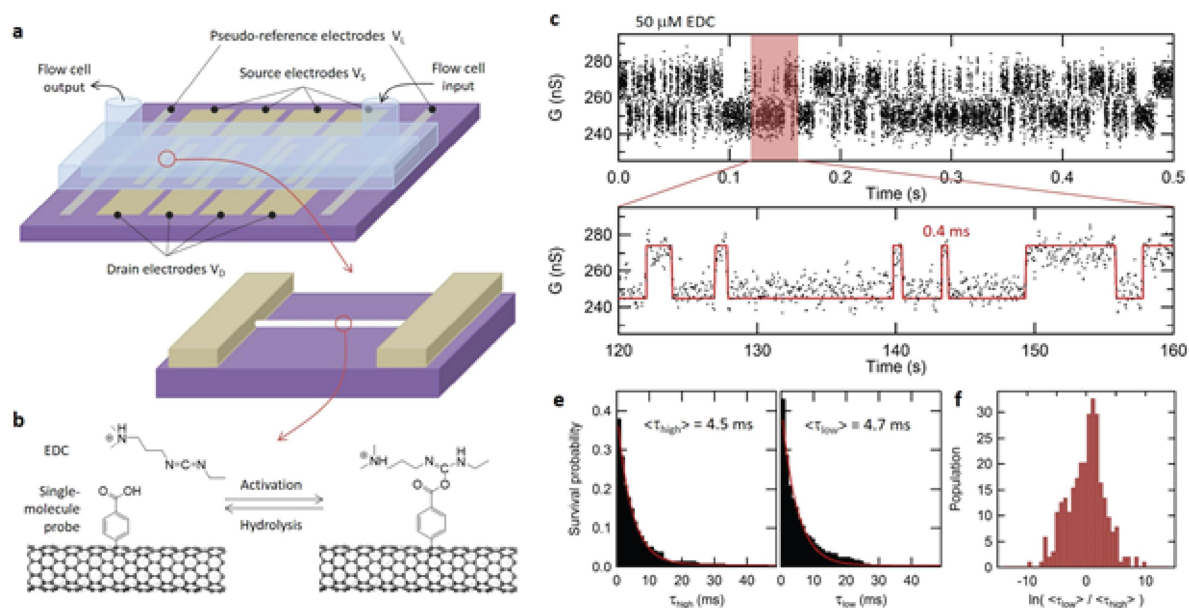 a
Pseudo-reference electrodes V_L
Flow cell
output
Source electrodes V_S
Flow cell
input
Drain electrodes V_D
b
EDC
NH
⊕
N=C=N
O
OH
Single-
molecule
probe
Activation
Hydrolysis
⊕
NH
N
C
H
N
O
O
c
50 μM EDC
G (nS)
280
260
240
0.0 0.1 0.2 0.3 0.4 0.5
Time (s)
G (nS)
280
260
240
0.4 ms
120 130 140 150 160
Time (s)
e
Survival probability
0.4
0.3
0.2
0.1
0.0
<τ_high> = 4.5 ms
0 10 20 30 40
τ_high (ms)
<τ_low> = 4.7 ms
0 10 20 30 40
τ_low (ms)
f
Population
30
25
20
15
10
5
0
-10 0 10
ln( <τ_low> / <τ_high> )